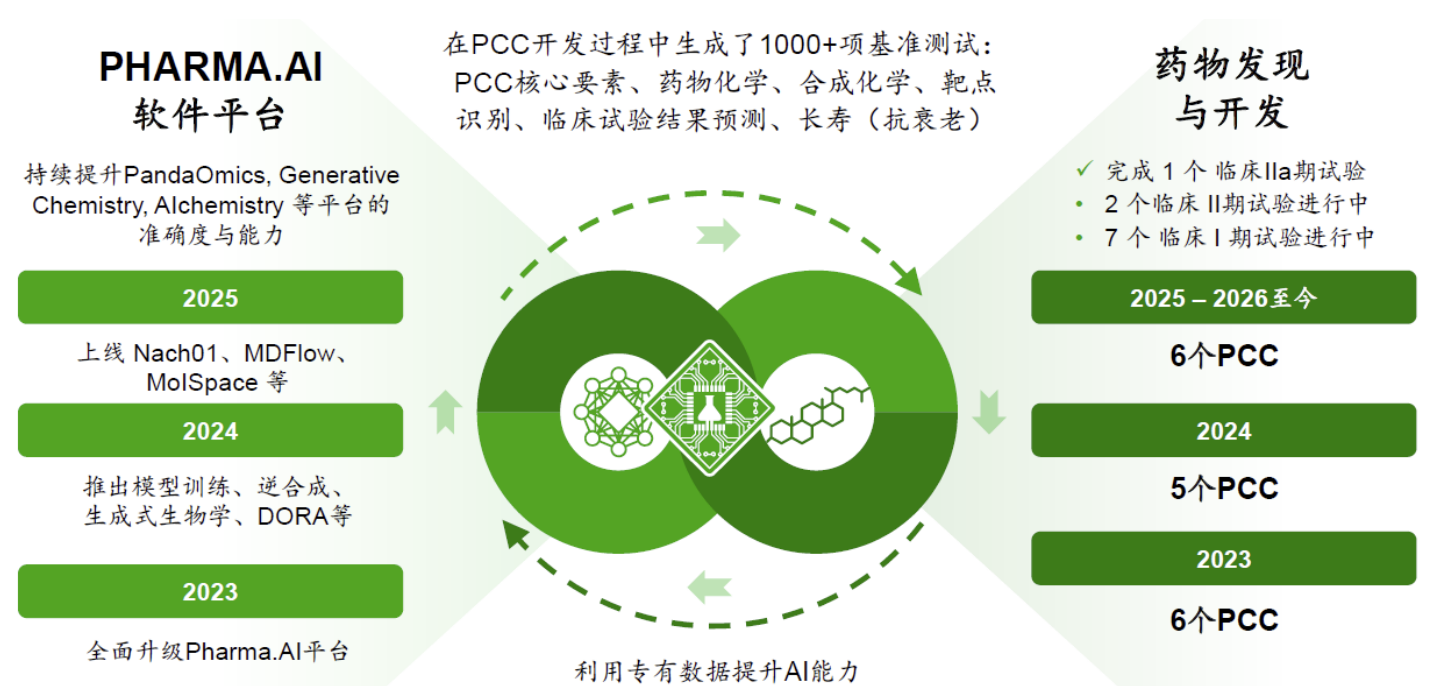 PHARMA.AI
软件平台
持续提升PandaOmics, Generative
Chemistry, Alchemistry 等平台的
准确度与能力
2025
上线 Nach01、MDFlow、
MolSpace 等
2024
推出模型训练、逆合成、
生成式生物学、DORA等
2023
全面升级Pharma.AI平台
在PCC开发过程中生成了1000+项基准测试：
PCC核心要素、药物化学、合成化学、靶点
识别、临床试验结果预测、长寿（抗衰老）
利用专有数据提升AI能力
药物发现
与开发
✓ 完成 1 个 临床IIa期试验
• 2 个临床 II期试验进行中
• 7 个 临床 I 期试验进行中
2025 – 2026至今
6个PCC
2024
5个PCC
2023
6个PCC